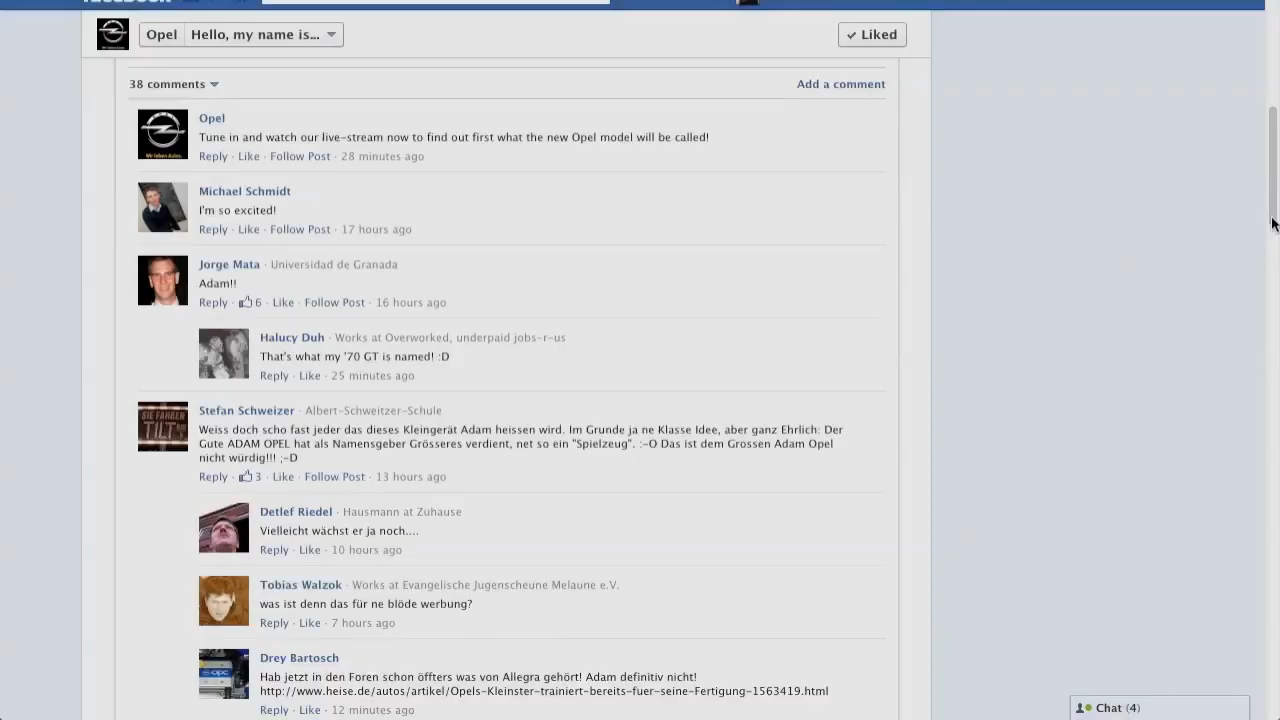 Opel Hello, my name is...
Liked
38 comments
Add a comment
Opel
Tune in and watch our live-stream now to find out first what the new Opel model will be called!
Reply · Like · Follow Post · 28 minutes ago
Michael Schmidt
I'm so excited!
Reply · Like · Follow Post · 17 hours ago
Jorge Mata · Universidad de Granada
Adam!!
Reply · 6 · Like · Follow Post · 16 hours ago
Halucy Duh · Works at Overworked, underpaid jobs-r-us
That's what my '70 GT is named! :D
Reply · Like · 25 minutes ago
SIE FAHREN
TILT
Stefan Schweizer · Albert-Schweitzer-Schule
Weiss doch scho fast jeder das dieses Kleingerät Adam heissen wird. Im Grunde ja ne Klasse Idee, aber ganz Ehrlich: Der
Gute ADAM OPEL hat als Namensgeber Grösseres verdient, net so ein "Spielzeug". :-O Das ist dem Grossen Adam Opel
nicht würdig!!! ;-D
Reply · 3 · Like · Follow Post · 13 hours ago
Detlef Riedel · Hausmann at Zuhause
Vielleicht wächst er ja noch....
Reply · Like · 10 hours ago
Tobias Walzok · Works at Evangelische Jugenscheune Melaune e.V.
was ist denn das für ne blöde werbung?
Reply · Like · 7 hours ago
Drey Bartosch
Hab jetzt in den Foren schon öffters was von Allegra gehört! Adam definitiv nicht!
http://www.heise.de/autos/artikel/Opels-Kleinster-trainiert-bereits-fuer-seine-Fertigung-1563419.html
Reply · Like · 12 minutes ago
Chat (4)